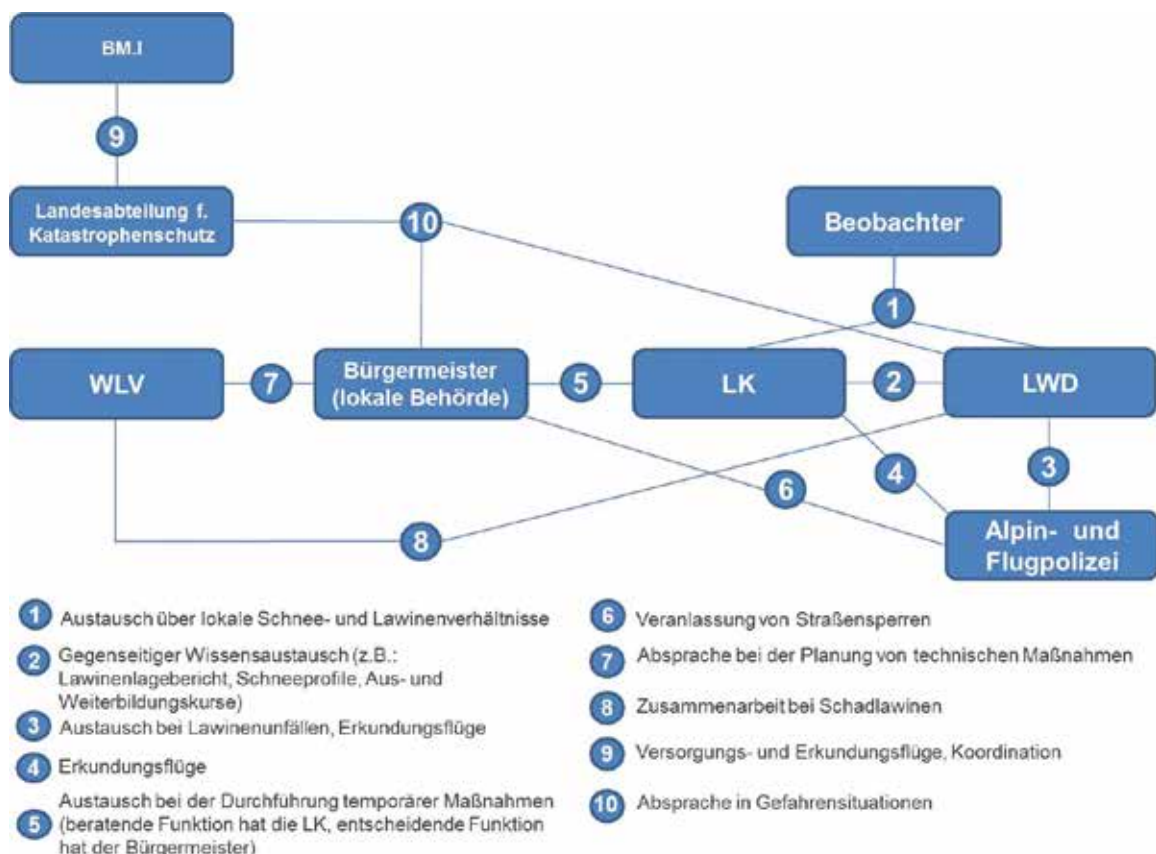 BM.I
9
Landesabteilung f.
Katastrophenschutz
10
Beobachter
1
WLV
7
Bürgermeister
(lokale Behörde)
5
LK
2
LWD
4
3
6
8
Alpin- und
Flugpolizei
1 Austausch über lokale Schnee- und Lawinenverhältnisse
2 Gegenseitiger Wissensaustausch (z.B.:
Lawinenlagebericht, Schneeprofile, Aus- und
Weiterbildungskurse)
3 Austausch bei Lawinenunfällen, Erkundungsflüge
4 Erkundungsflüge
5 Austausch bei der Durchführung temporärer Maßnahmen
(beratende Funktion hat die LK, entscheidende Funktion
hat der Bürgermeister)
6 Veranlassung von Straßensperren
7 Absprache bei der Planung von technischen Maßnahmen
8 Zusammenarbeit bei Schadlawinen
9 Versorgungs- und Erkundungsflüge, Koordination
10 Absprache in Gefahrensituationen